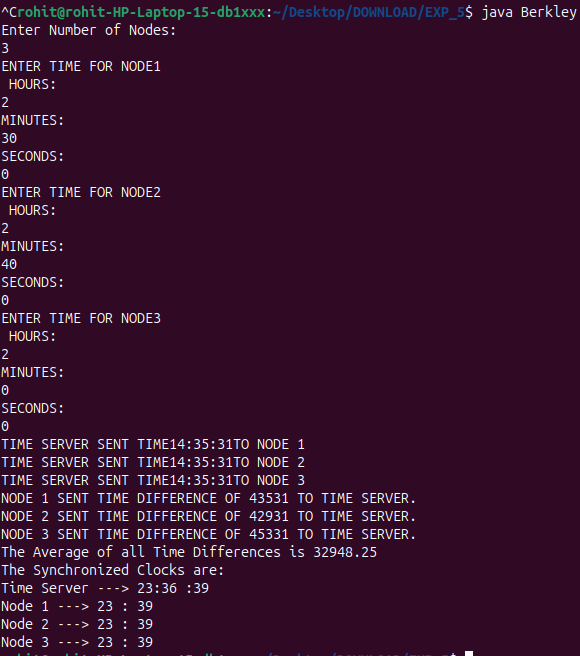 ^Crohit@rohit-HP-Laptop-15-db1xxx:~/Desktop/DOWNLOAD/EXP_5$ java Berkley
Enter Number of Nodes:
3
ENTER TIME FOR NODE1
 HOURS:
2
MINUTES:
30
SECONDS:
0
ENTER TIME FOR NODE2
 HOURS:
2
MINUTES:
40
SECONDS:
0
ENTER TIME FOR NODE3
 HOURS:
2
MINUTES:
0
SECONDS:
0
TIME SERVER SENT TIME14:35:31TO NODE 1
TIME SERVER SENT TIME14:35:31TO NODE 2
TIME SERVER SENT TIME14:35:31TO NODE 3
NODE 1 SENT TIME DIFFERENCE OF 43531 TO TIME SERVER.
NODE 2 SENT TIME DIFFERENCE OF 42931 TO TIME SERVER.
NODE 3 SENT TIME DIFFERENCE OF 45331 TO TIME SERVER.
The Average of all Time Differences is 32948.25
The Synchronized Clocks are:
Time Server ---> 23:36 :39
Node 1 ---> 23 : 39
Node 2 ---> 23 : 39
Node 3 ---> 23 : 39